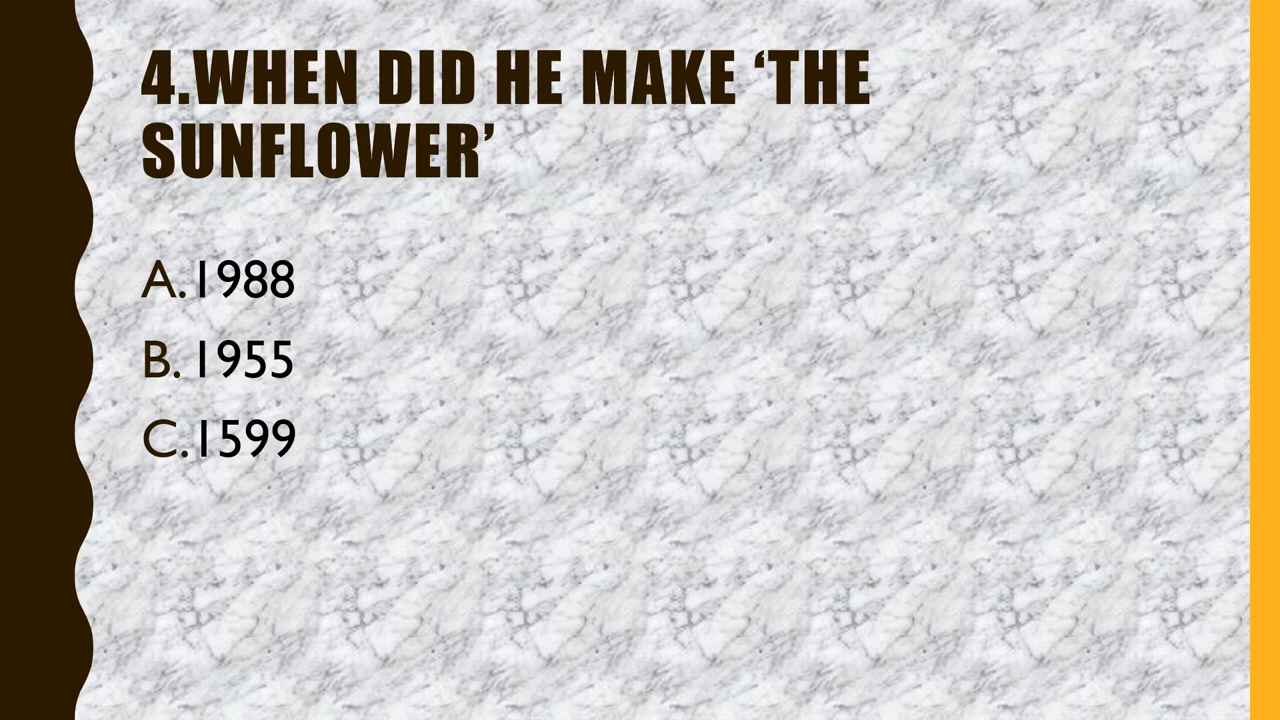 4.WHEN DID HE MAKE ‘THE
SUNFLOWER’
A.1988
B. 1955
C.1599